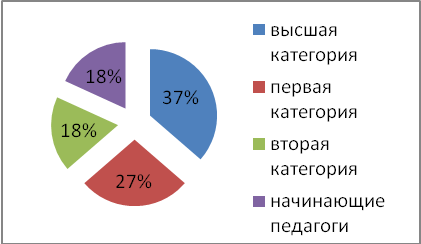 37%
27%
18%
18%
высшая
категория
первая
категория
вторая
категория
начинающие
педагоги